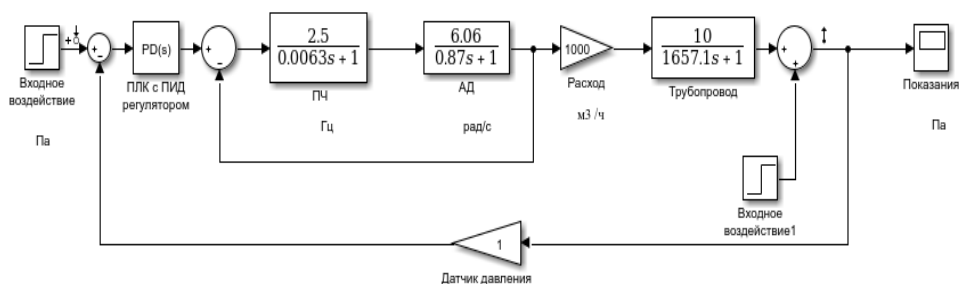 Входное
воздействие
Па
PD(s)
ПЛК с ПИД
регулятором
2.5
0.0063s + 1
ПЧ
Гц
6.06
0.87s + 1
АД
рад/с
1000
Расход
м3 /ч
10
1657.1s + 1
Трубопровод
Показания
Па
Входное
воздействие1
1
Датчик давления